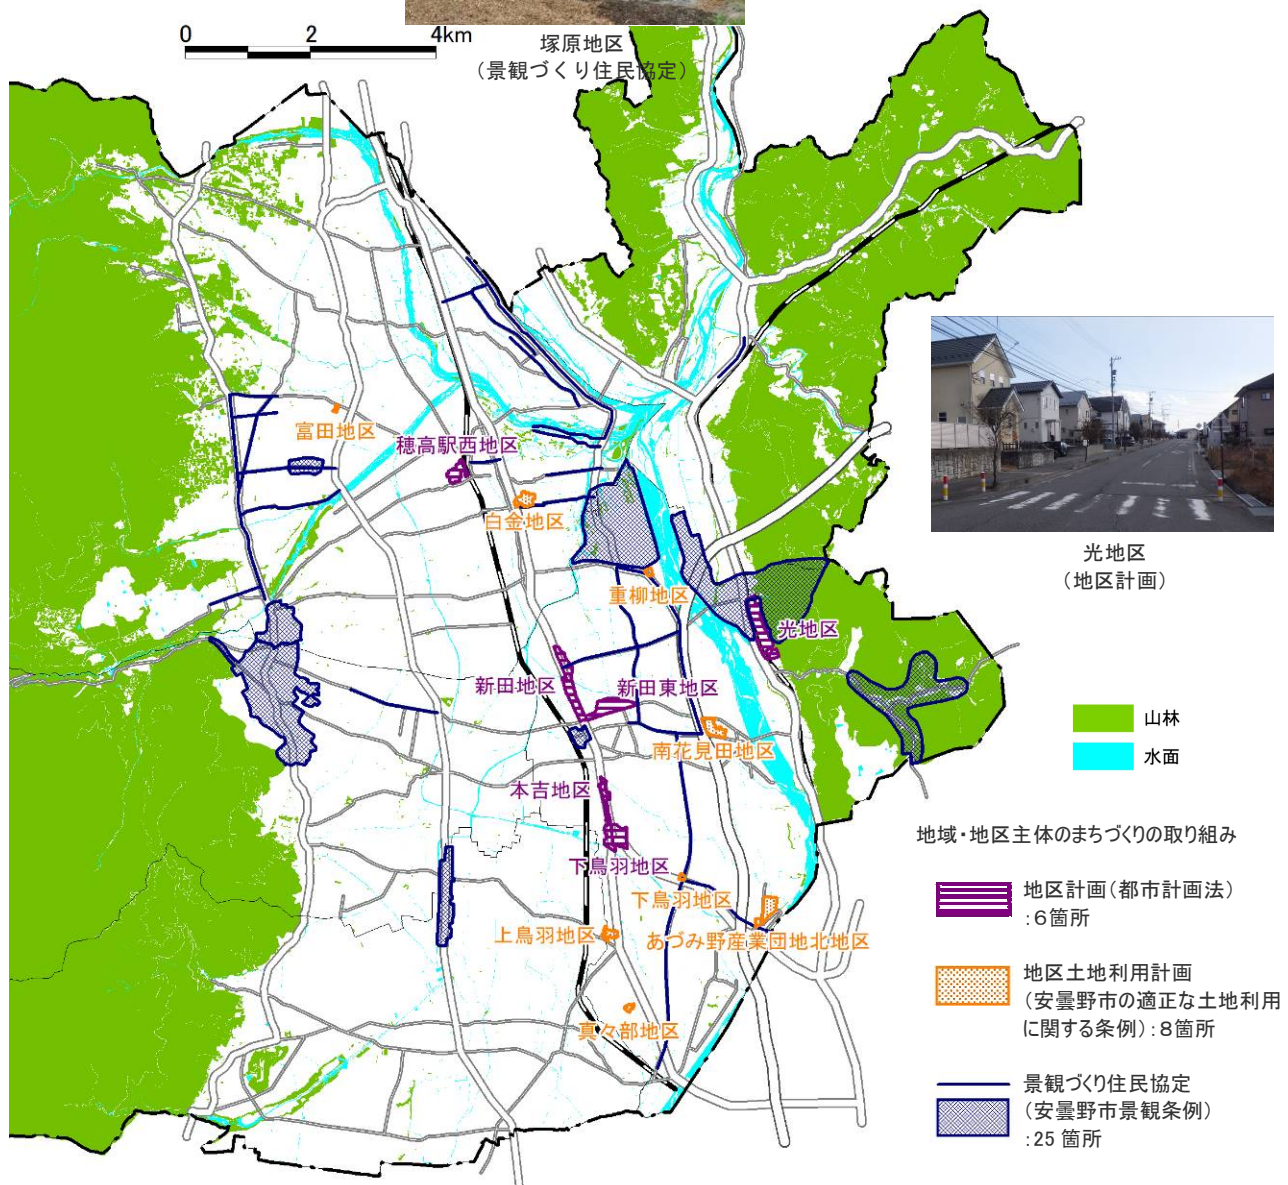 0 2 4km
塚原地区
（景観づくり住民協定）
富田地区
穂高駅西地区
白金地区
重柳地区
光地区
新田地区
新田東地区
南花見田地区
本吉地区
下鳥羽地区
下鳥羽地区
上鳥羽地区
あづみ野産業団地北地区
真々部地区
光地区
（地区計画）
山林
水面
地域・地区主体のまちづくりの取り組み
地区計画（都市計画法）
：６箇所
地区土地利用計画
（安曇野市の適正な土地利用
に関する条例）：８箇所
景観づくり住民協定
（安曇野市景観条例）
：25 箇所